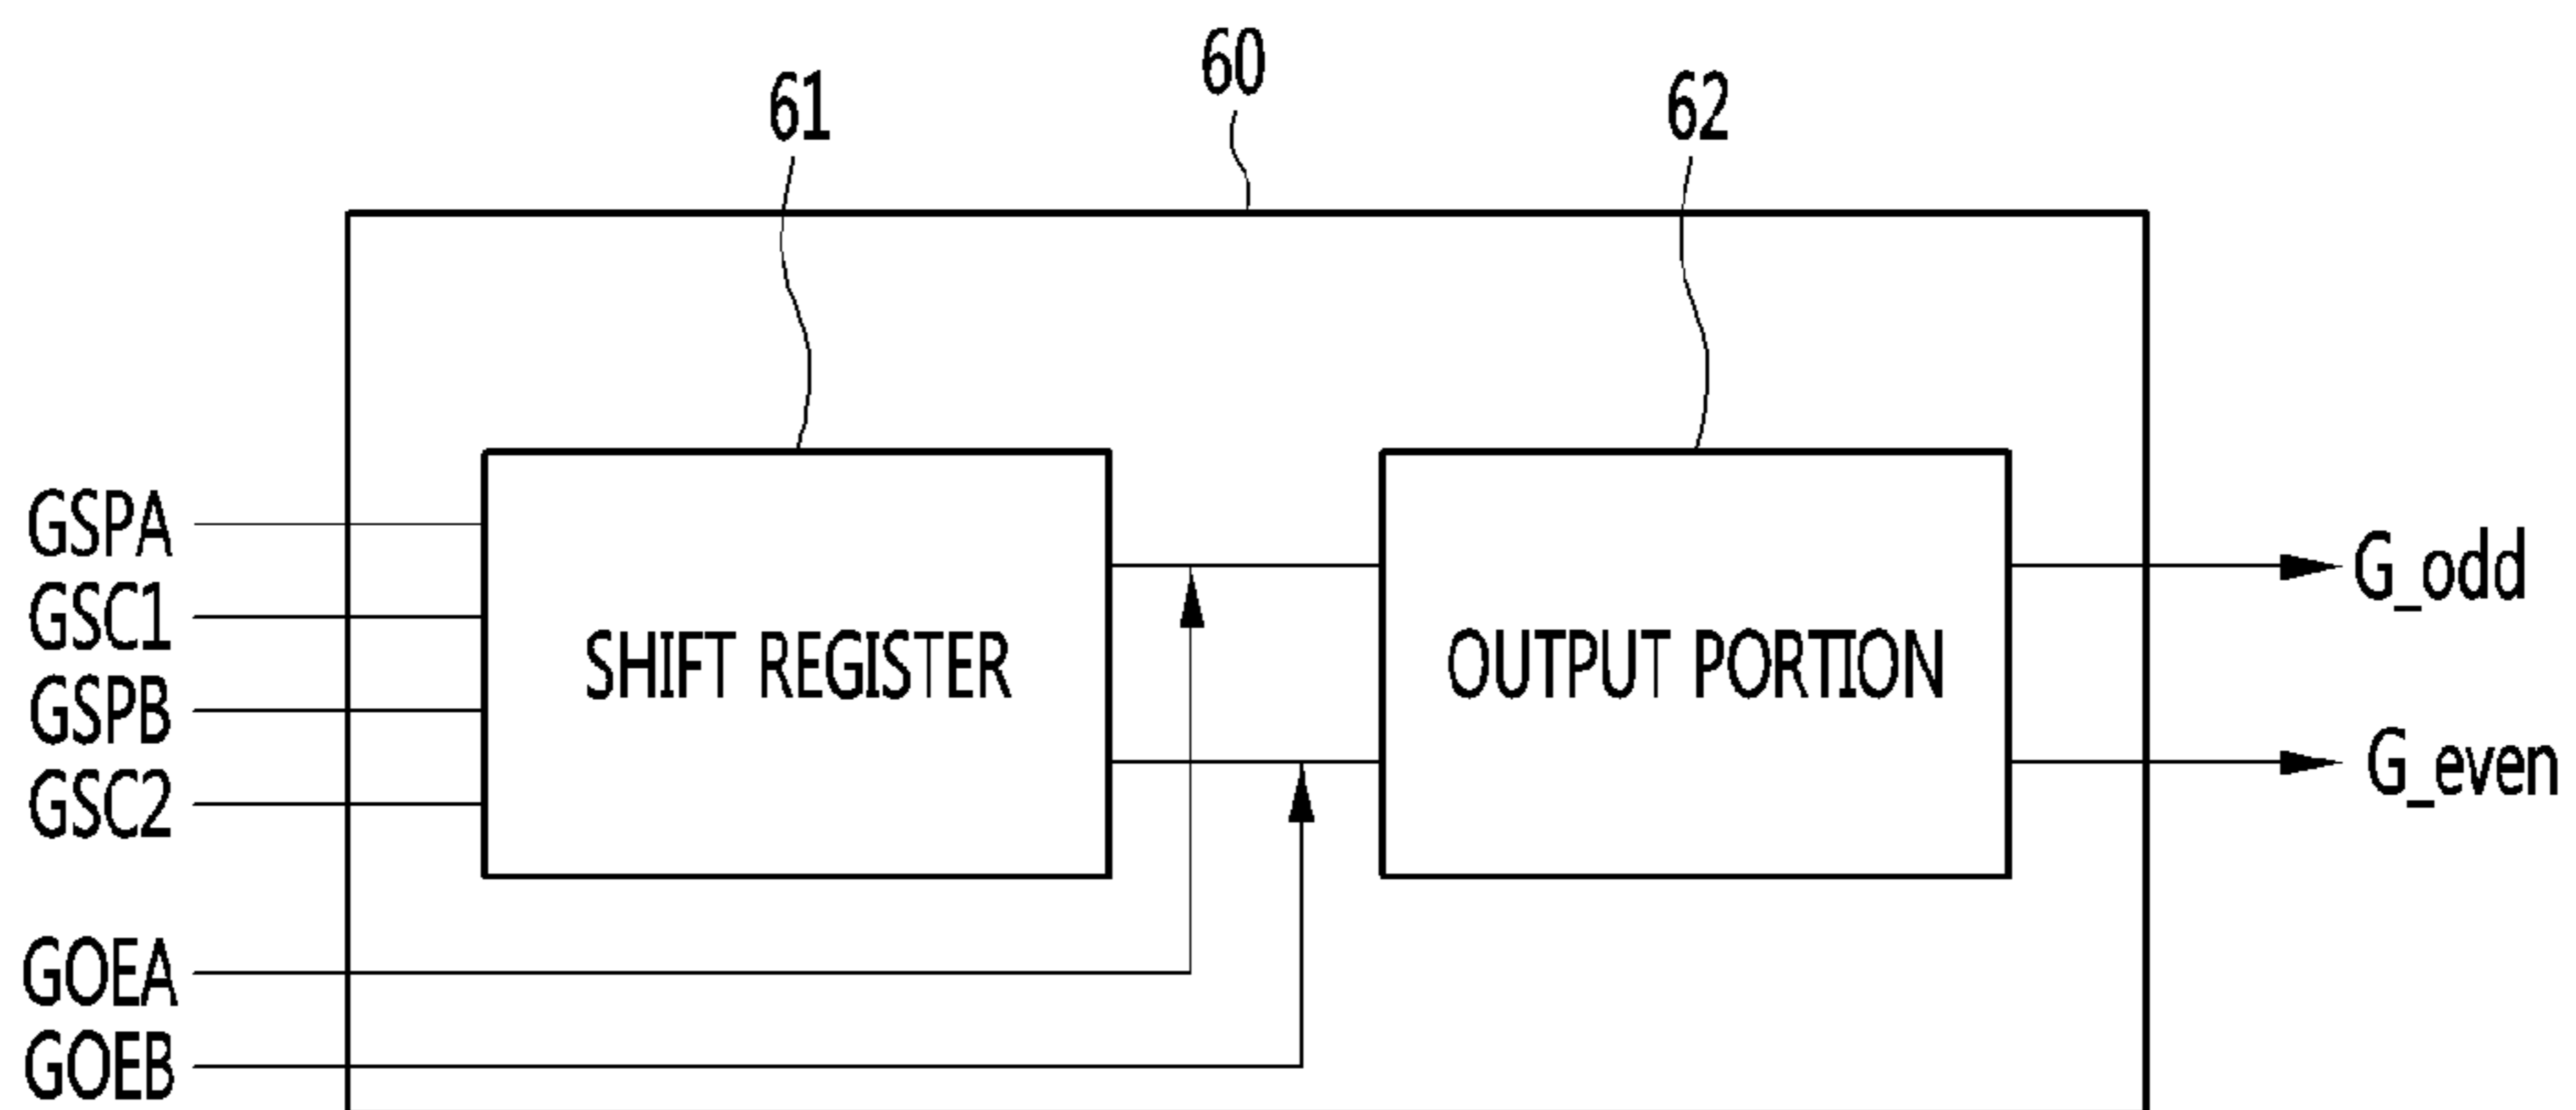 60
61
62
GSPA
GSC1
GSPB
GSC2
GOEA
GOEB
SHIFT REGISTER
OUTPUT PORTION
G_odd
G_even